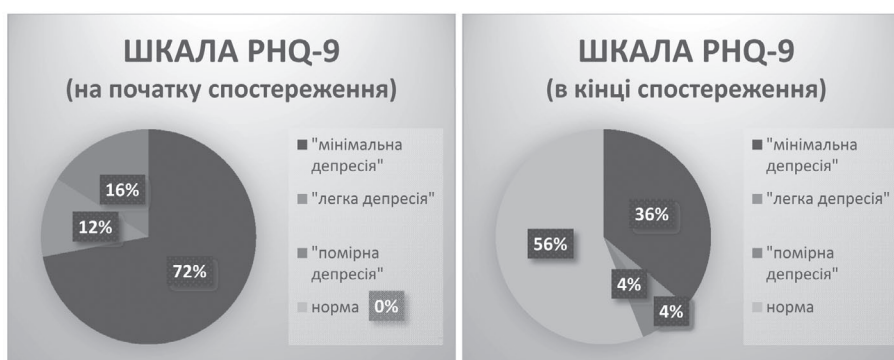 ШКАЛА PHQ-9
(на початку спостереження)
16%
12%
72%
"мінімальна
депресія"
"легка депресія"
"помірна
депресія"
норма 0%
ШКАЛА PHQ-9
(в кінці спостереження)
36%
56%
4%
4%
"мінімальна
депресія"
"легка депресія"
"помірна
депресія"
норма